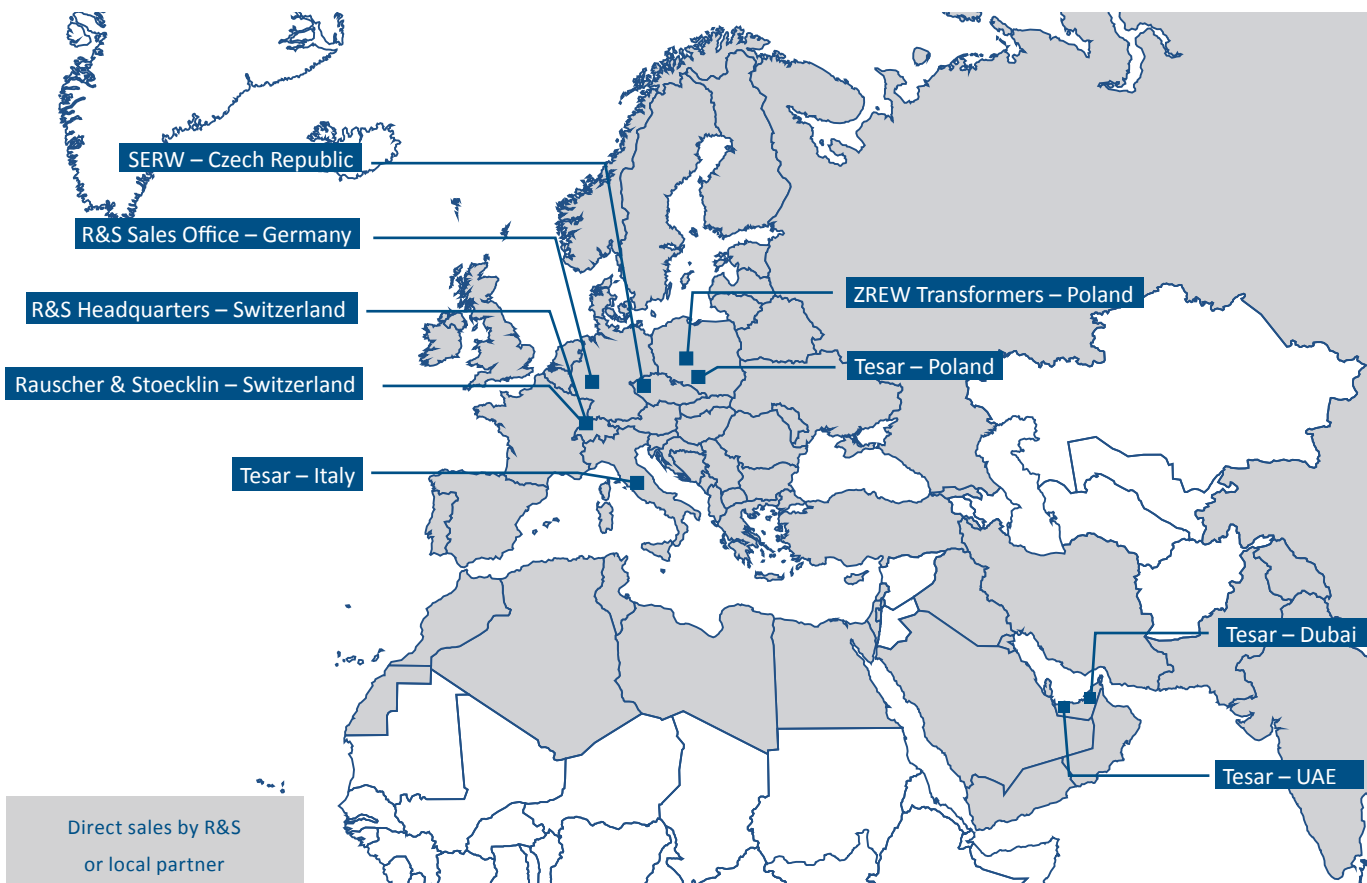 SERW – Czech Republic
R&S Sales Office – Germany
R&S Headquarters – Switzerland
Rauscher & Stoecklin – Switzerland
Tesar – Italy
ZREW Transformers – Poland
Tesar – Poland
Tesar – Dubai
Tesar – UAE
Direct sales by R&S
or local partner